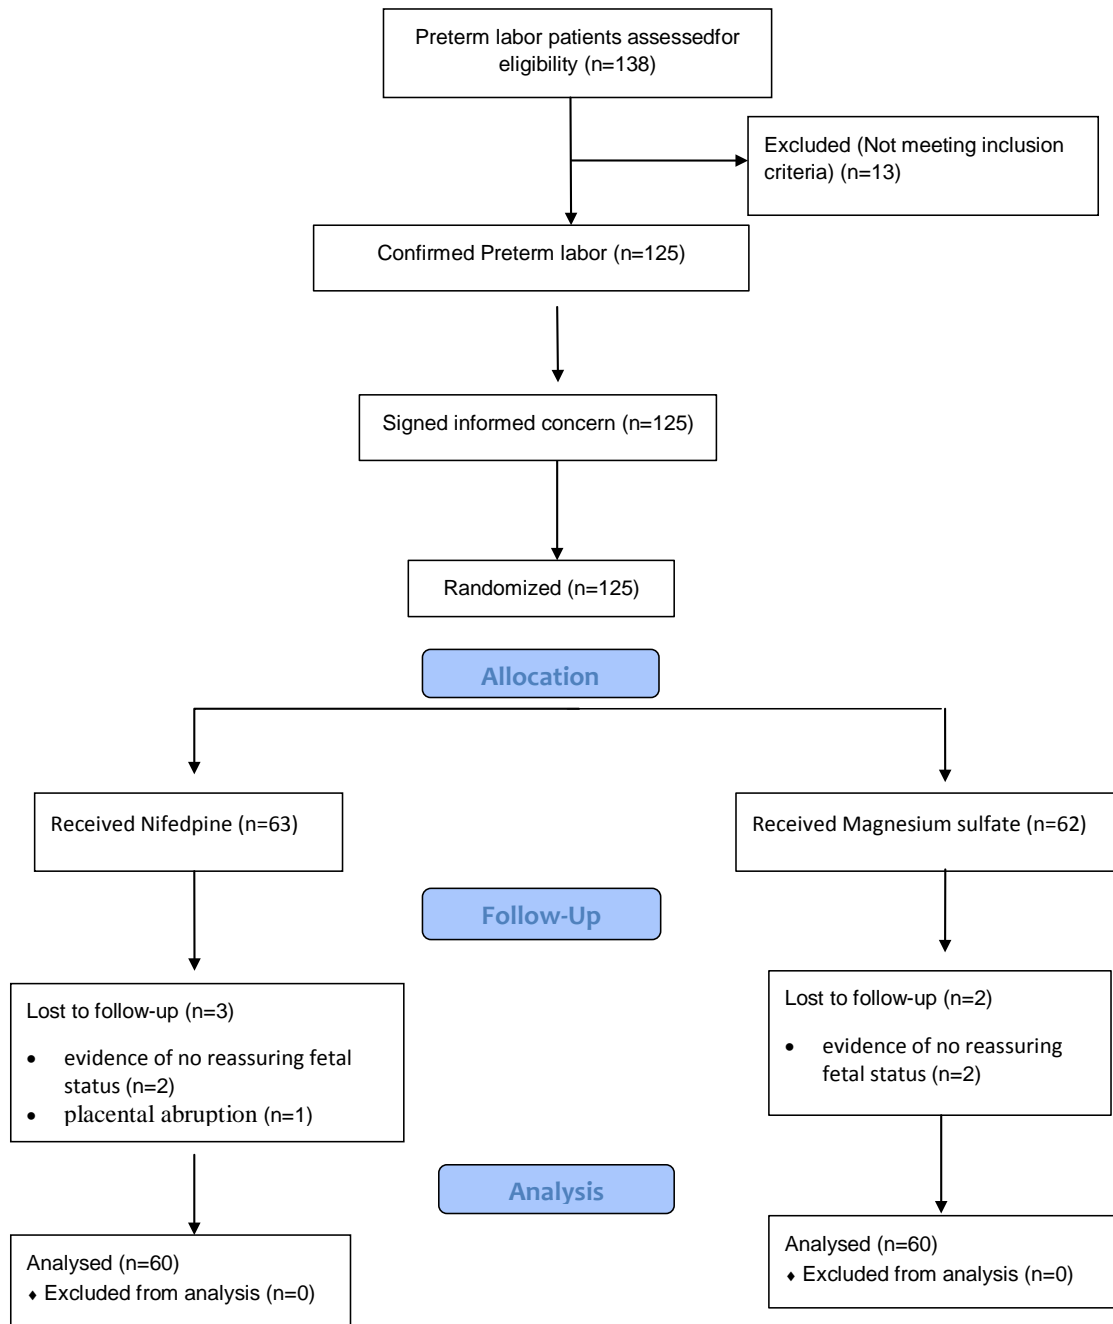 Preterm labor patients assessedfor
eligibility (n=138)
Excluded (Not meeting inclusion
criteria) (n=13)
Confirmed Preterm labor (n=125)
Signed informed concern (n=125)
Randomized (n=125)
Allocation
Received Nifedpine (n=63)
Received Magnesium sulfate (n=62)
Follow-Up
Lost to follow-up (n=3)
• evidence of no reassuring fetal
status (n=2)
• placental abruption (n=1)
Lost to follow-up (n=2)
• evidence of no reassuring
fetal status (n=2)
Analysis
Analysed (n=60)
♦ Excluded from analysis (n=0)
Analysed (n=60)
♦ Excluded from analysis (n=0)